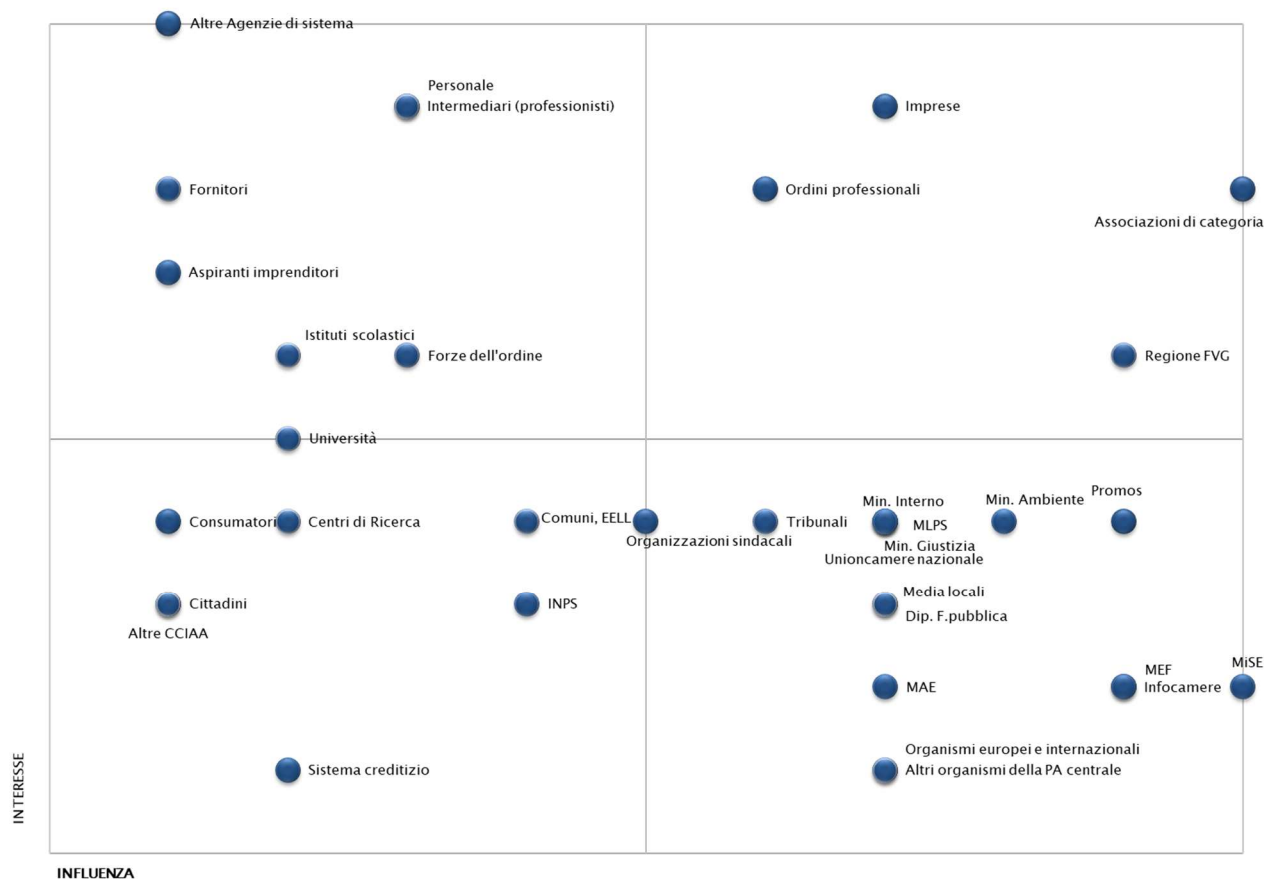 Altre Agenzie di sistema
Personale
Intermediari (professionisti)
Imprese
Fornitori
Ordini professionali
Associazioni di categoria
Aspiranti imprenditori
Istituti scolastici
Forze dell'ordine
Regione FVG
Università
Consumatori
Centri di Ricerca
Comuni, EELL
Organizzazioni sindacali
Tribunali
Min. Interno
MLPS
Min. Giustizia
Unioncamere nazionale
Min. Ambiente
Promos
Cittadini
Altre CCIAA
INPS
Media locali
Dip. F.pubblica
MAE
MEF
Infocamere
MiSE
Sistema creditizio
Organismi europei e internazionali
Altri organismi della PA centrale
INTERESSE
INFLUENZA